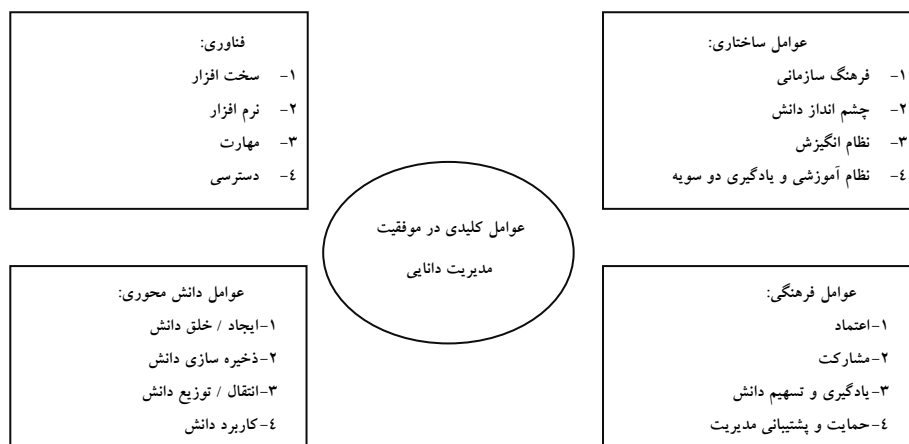 عوامل ساختاری:
۱- فرهنگ سازمانی
۲- چشم انداز دانش
۳- نظام انگیزش
٤- نظام آموزشی و یادگیری دو سویه
فناوری:
۱- سخت افزار
۲- نرم افزار
۳- مهارت
٤- دسترسی
عوامل کلیدی در موفقیت
مدیریت دانایی
عوامل فرهنگی:
۱-اعتماد
۲-مشارکت
۳-یادگیری و تسهیم دانش
٤-حمایت و پشتیبانی مدیریت
عوامل دانش محوری:
۱-ایجاد / خلق دانش
۲-ذخیره سازی دانش
۳-انتقال / توزیع دانش
٤-کاربرد دانش